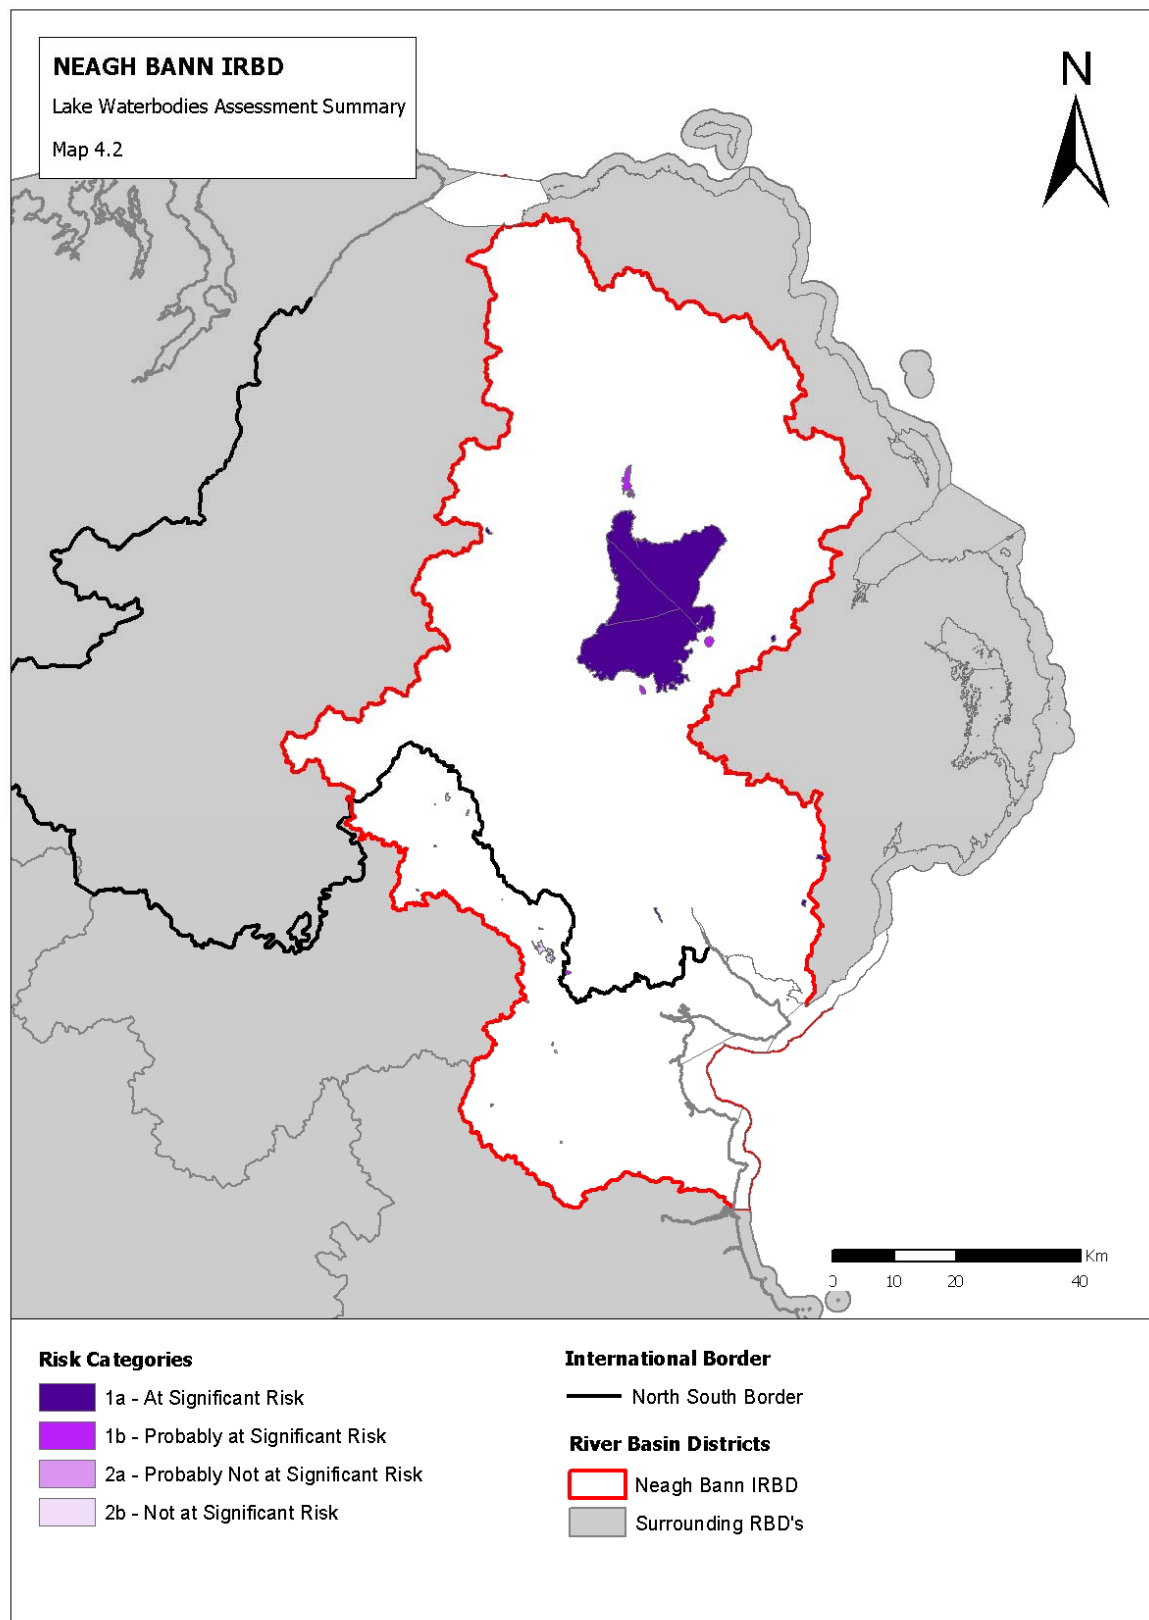 NEAGH BANN IRBD
Lake Waterbodies Assessment Summary
Map 4.2
N
Km
0 10 20 40
Risk Categories
1a - At Significant Risk
1b - Probably at Significant Risk
2a - Probably Not at Significant Risk
2b - Not at Significant Risk
International Border
North South Border
River Basin Districts
Neagh Bann IRBD
Surrounding RBD's